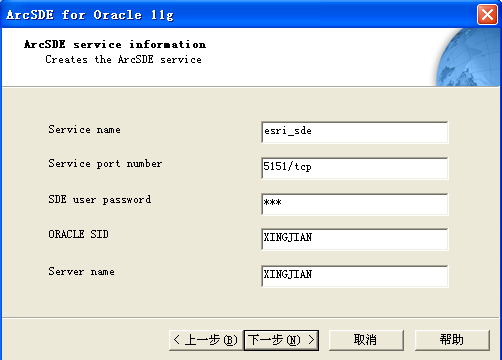 ArcSDE for Oracle 11g
ArcSDE service information
Creates the ArcSDE service
Service name
esri_sde
Service port number
5151/tcp
SDE user password
***
ORACLE SID
XINGJIAN
Server name
XINGJIAN
< 上一步(B) 下一步(N) > 取消 帮助